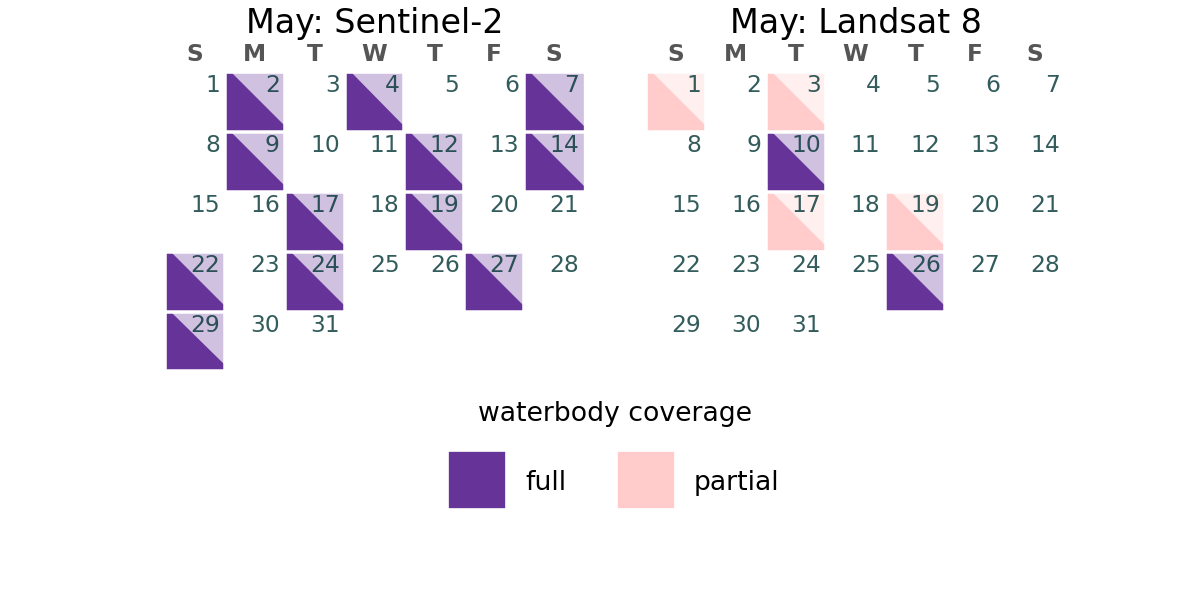 May: Sentinel-2
S M T W T F S
1 2 3 4 5 6 7
8 9 10 11 12 13 14
15 16 17 18 19 20 21
22 23 24 25 26 27 28
29 30 31
May: Landsat 8
S M T W T F S
1 2 3 4 5 6 7
8 9 10 11 12 13 14
15 16 17 18 19 20 21
22 23 24 25 26 27 28
29 30 31
waterbody coverage
full
partial